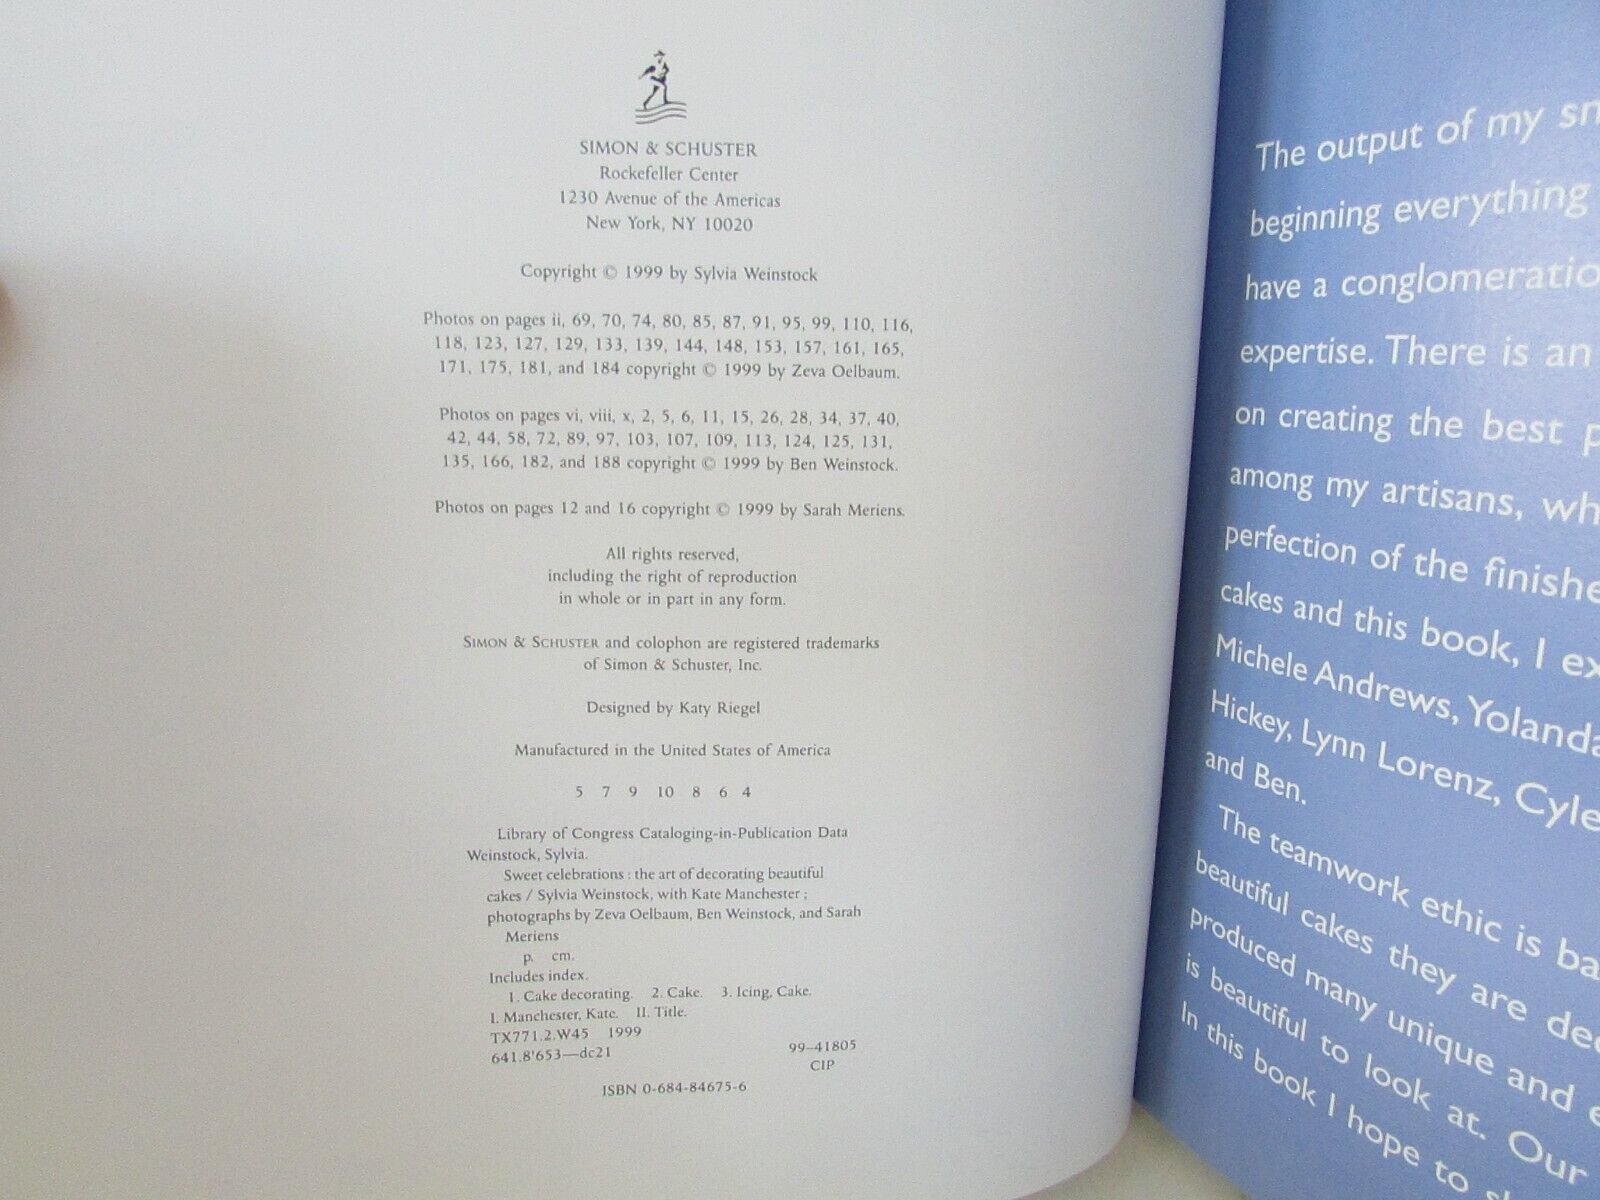 SIMON & SCHUSTER
Rockefeller Center
1230 Avenue of the Americas
New York, NY 10020
Copyright © 1999 by Sylvia Weinstock
Photos on pages ii, 69, 70, 74, 80, 85, 87, 91, 95, 99, 110, 116,
118, 123, 127, 129, 133, 139, 144, 148, 153, 157, 161, 165,
171, 175, 181, and 184 copyright © 1999 by Zeva Oelbaum.
Photos on pages vi, viii, x, 2, 5, 6, 11, 15, 26, 28, 34, 37, 40,
42, 44, 58, 72, 89, 97, 103, 107, 109, 113, 124, 125, 131,
135, 166, 182, and 188 copyright © 1999 by Ben Weinstock.
Photos on pages 12 and 16 copyright © 1999 by Sarah Meriens.
All rights reserved,
including the right of reproduction
in whole or in part in any form.
SIMON & SCHUSTER and colophon are registered trademarks
of Simon & Schuster, Inc.
Designed by Katy Riegel
Manufactured in the United States of America
5 7 9 10 8 6 4
Library of Congress Cataloging-in-Publication Data
Weinstock, Sylvia.
Sweet celebrations : the art of decorating beautiful
cakes / Sylvia Weinstock, with Kate Manchester ;
photographs by Zeva Oelbaum, Ben Weinstock, and Sarah
Meriens
p. cm.
Includes index.
1. Cake decorating. 2. Cake. 3. Icing, Cake.
I. Manchester, Kate. II. Title.
TX771.2.W45 1999
641.8'653—dc21
99-41805
CIP
ISBN 0-684-84675-6
The output of my
beginning everything
have a
expertise. There is an
on creating the best
among my artisans,
perfection of the
cakes and this book, I
Michele Andrews,
Hickey, Lynn Lorenz,
and Ben.
The teamwork ethic is
beautiful cakes they are
produced many unique and
is beautiful to look at. Our
In this book I hope to